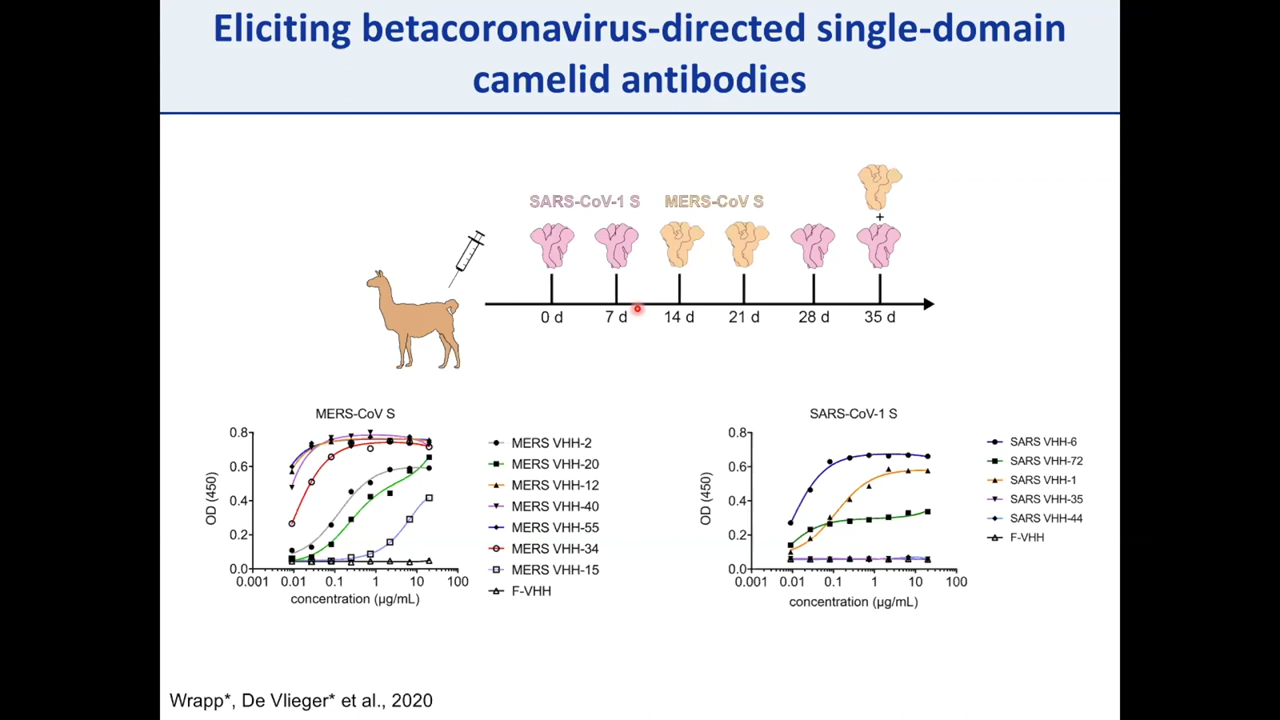 Eliciting betacoronavirus-directed single-domain
camelid antibodies
SARS-CoV-1 S
MERS-CoV S
+
0 d
7 d
14 d
21 d
28 d
35 d
MERS-CoV S
OD (450)
0.8
0.6
0.4
0.2
0.0
0.001
0.01
0.1
1
10
100
concentration (µg/mL)
MERS VHH-2
MERS VHH-20
MERS VHH-12
MERS VHH-40
MERS VHH-55
MERS VHH-34
MERS VHH-15
F-VHH
SARS-CoV-1 S
OD (450)
0.8
0.6
0.4
0.2
0.0
0.001
0.01
0.1
1
10
100
concentration (µg/mL)
SARS VHH-6
SARS VHH-72
SARS VHH-1
SARS VHH-35
SARS VHH-44
F-VHH
Wrapp*, De Vlieger* et al., 2020